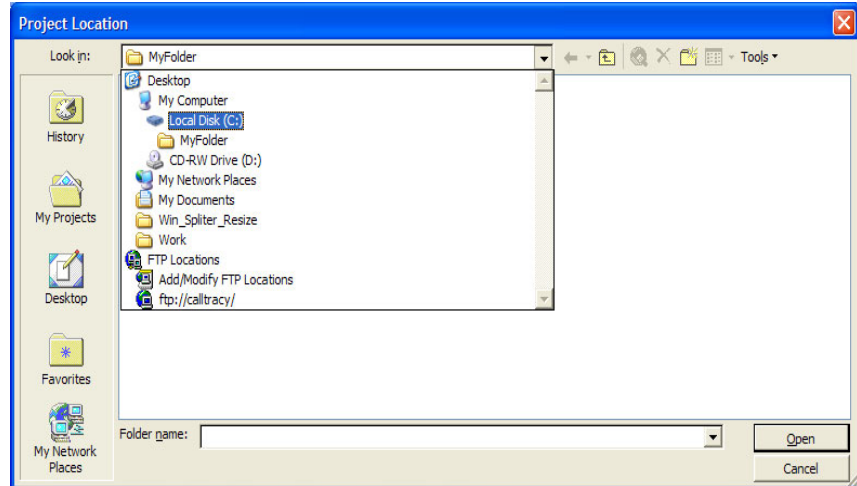 Project Location
Look in:
MyFolder
Tools
Desktop
My Computer
Local Disk (C:)
MyFolder
CD-RW Drive (D:)
My Network Places
My Documents
Win_Spliter_Resize
Work
FTP Locations
Add/Modify FTP Locations
ftp://calltracy/
History
My Projects
Desktop
Favorites
My Network
Places
Folder name:
Open
Cancel